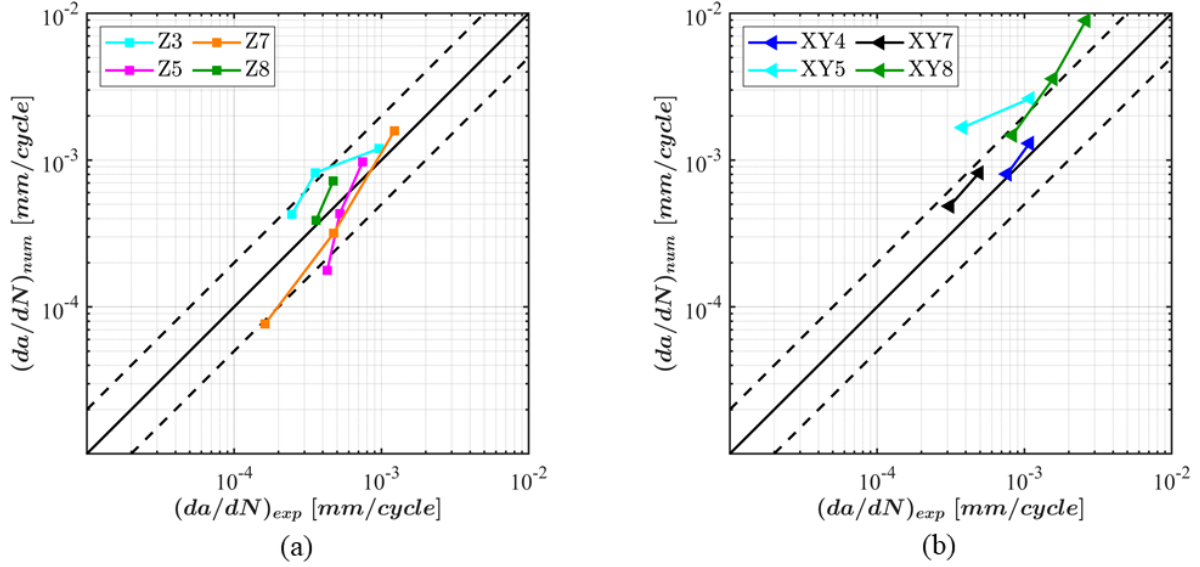 10^-2
10^-3
10^-4
(da/dN)_num [mm/cycle]
Z3 Z7
Z5 Z8
10^-4 10^-3 10^-2
(da/dN)_exp [mm/cycle]
(a)
10^-2
10^-3
10^-4
(da/dN)_num [mm/cycle]
XY4 XY7
XY5 XY8
10^-4 10^-3 10^-2
(da/dN)_exp [mm/cycle]
(b)